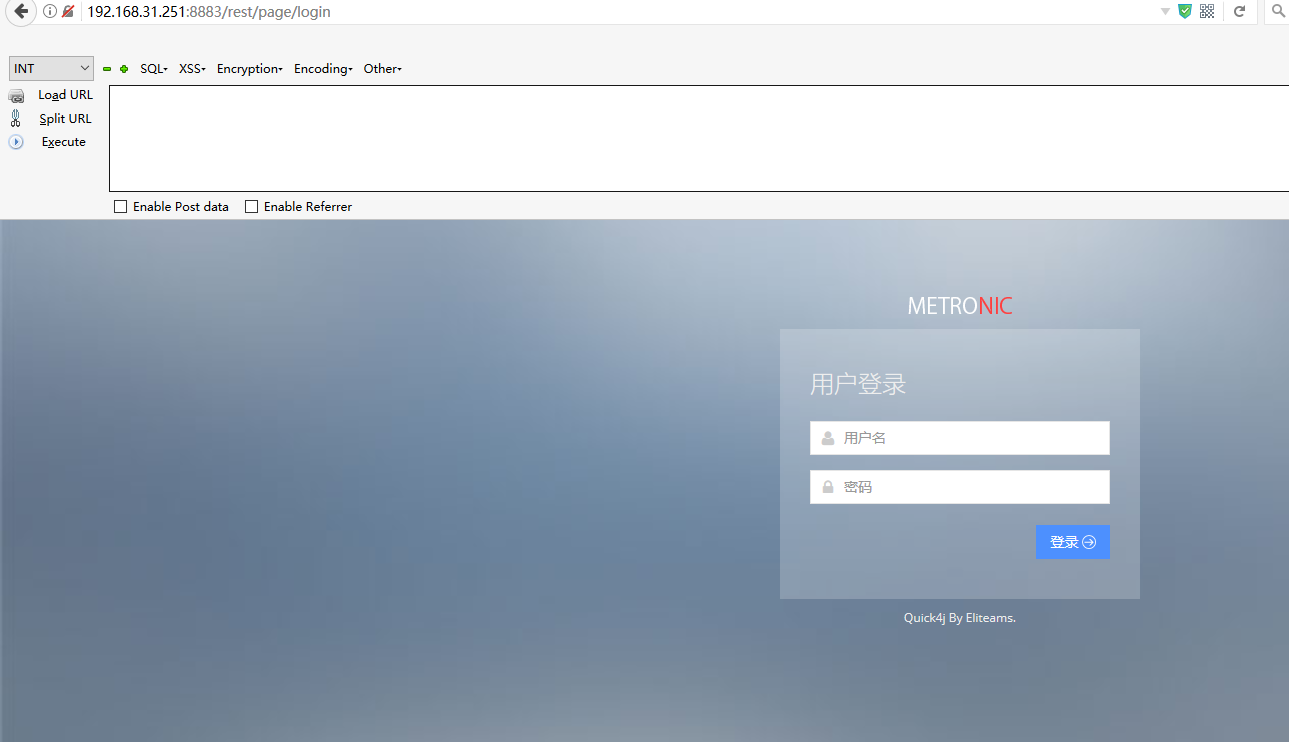 192.168.31.251:8883/rest/page/login
INT SQL XSS Encryption Encoding Other
Load URL
Split URL
Execute
Enable Post data Enable Referrer
METRONIC
用户登录
用户名
密码
登录
Quick4j By Eliteams.